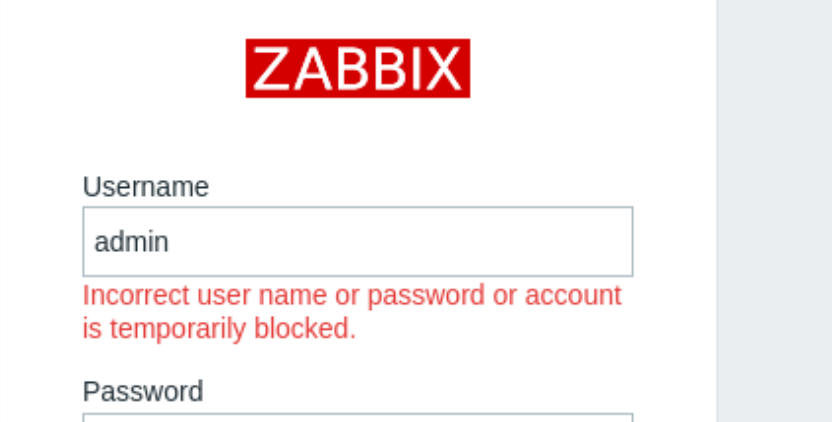 ZABBIX
Username
admin
Incorrect user name or password or account
is temporarily blocked.
Password